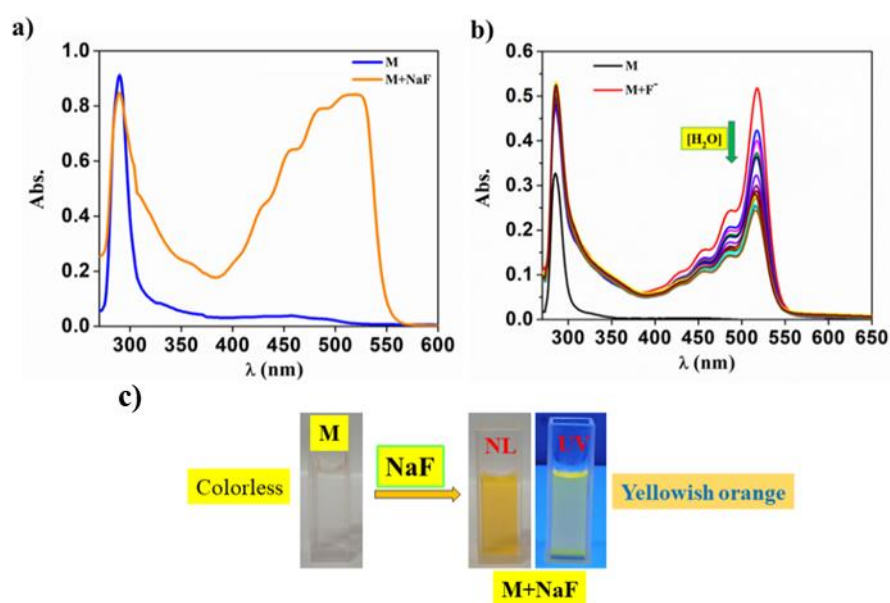 a)
M
M+NaF
1.0
0.8
0.6
0.4
0.2
0.0
Abs.
300 350 400 450 500 550 600
λ (nm)
b)
M
M+F⁻
[H₂O]
0.6
0.5
0.4
0.3
0.2
0.1
0.0
Abs.
300 350 400 450 500 550 600 650
λ (nm)
c)
M
Colorless
NaF
NL
UV
Yellowish orange
M+NaF